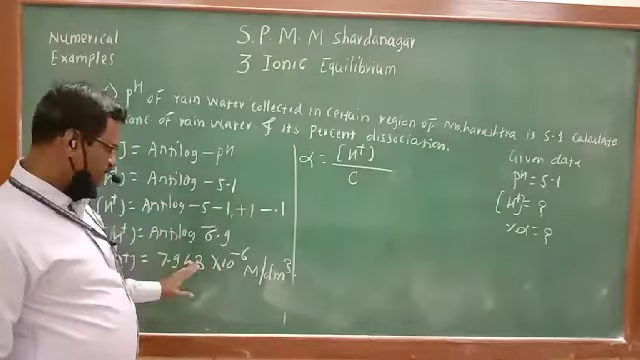 Numerical
Examples
S. P. M. M Shardanagar
3 Ionic Equilibrium
pH of rain water collected in certain region of Maharashtra is 5.1 Calculate
of rain water & its percent dissociation.
Given data
pH = 5.1
[H+] = ?
% α = ?
= Antilog - pH
= Antilog - 5.1
[H+] = Antilog - 5 - 1, + 1 - .1
= Antilog 6̅.9
= 7.943 × 10⁻⁶ M/dm³
α = [H+] / C